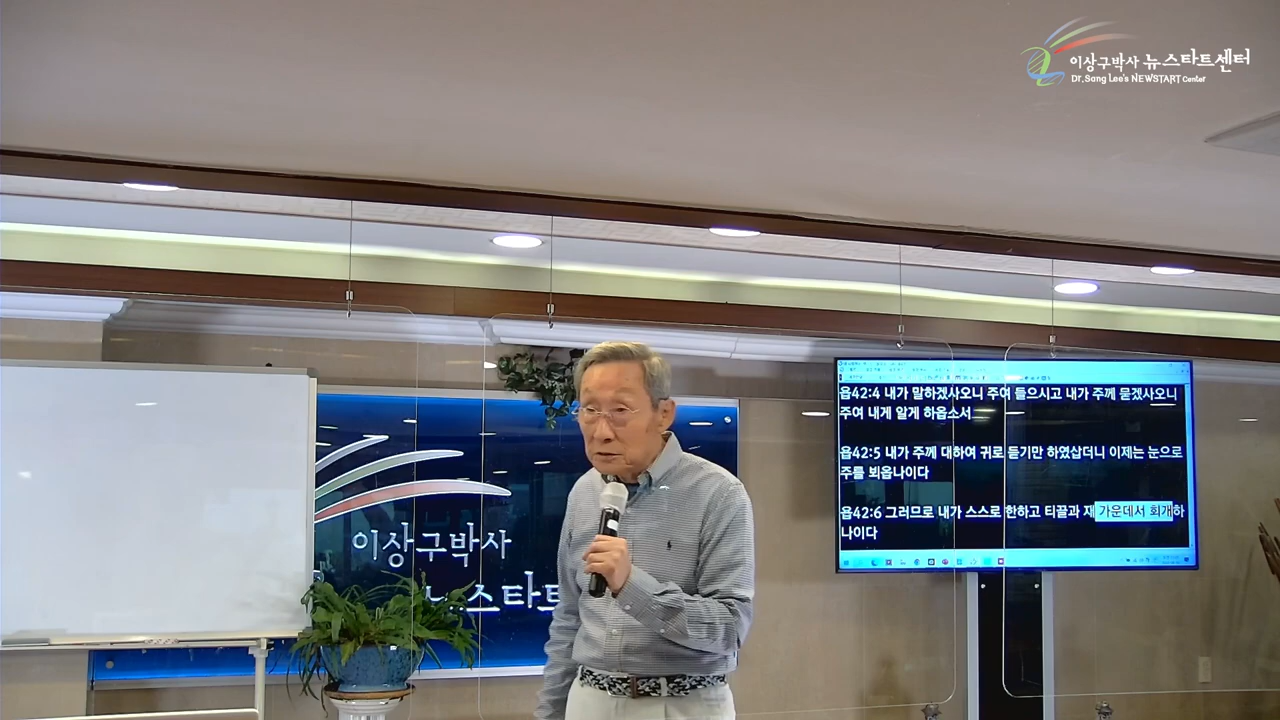 이상구박사 뉴스타트센터
Dr. Sang Lee's NEWSTART Center
이상구박사
뉴스타트
욥42:4 내가 말하겠사오니 주여 들으시고 내가 주께 묻겠사오니
주여 내게 알게 하옵소서
욥42:5 내가 주께 대하여 귀로 듣기만 하였삽더니 이제는 눈으로
주를 뵈옵나이다
욥42:6 그러므로 내가 스스로 한하고 티끌과 재 가운데서 회개하
나이다